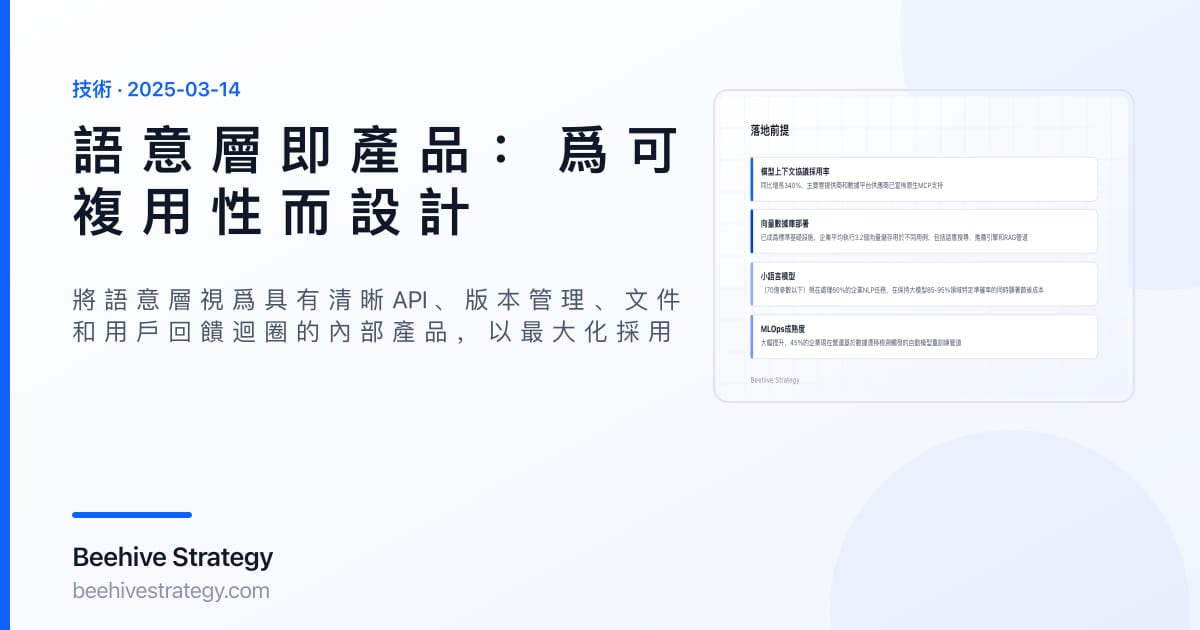 技術 · 2025-03-14
語意層即產品：爲可
複用性而設計
將語意層視爲具有清晰 API、版本管理、文件
和用戶回饋迴圈的內部產品，以最大化採用
Beehive Strategy
beehivestrategy.com
落地前提
模型上下文協議採用率
同比增長340%，主要雲提供商和數據平台供應商已宣佈原生MCP支持
向量數據庫部署
已成爲標準基礎設施，企業平均執行3.2個向量儲存用於不同用例，包括語意搜尋、推薦引擎和RAG管道
小語言模型
（70億參數以下）現在處理60%的企業NLP任務，在保持大模型85-95%領域特定準確率的同時顯著節省成本
MLOps成熟度
大幅提升，45%的企業現在營運基於數據漂移檢測觸發的自動模型重訓練管道
Beehive Strategy